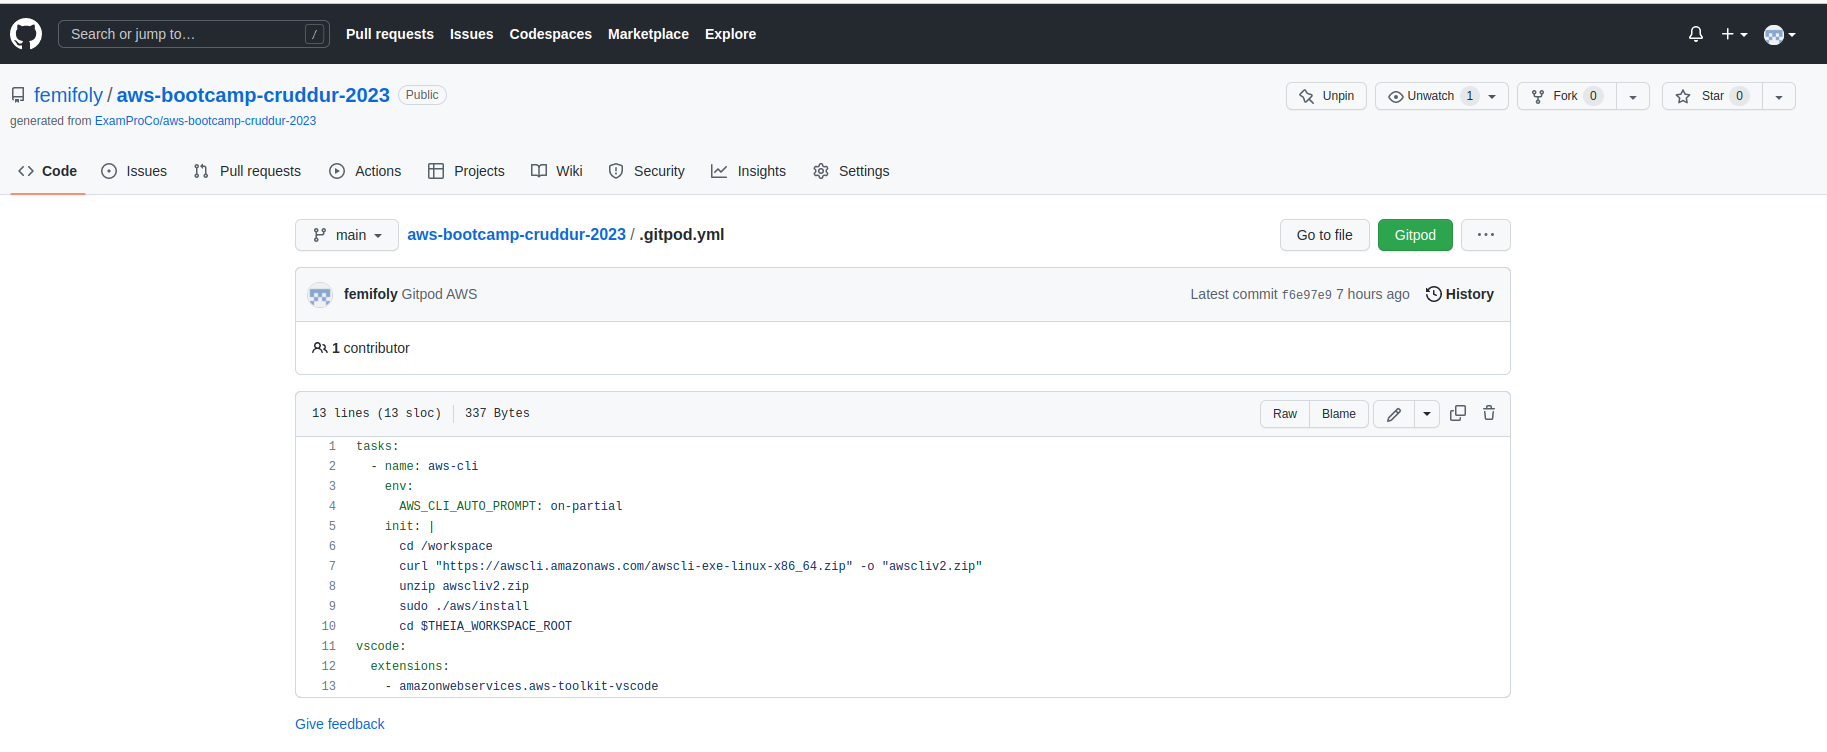 Search or jump to… / Pull requests Issues Codespaces Marketplace Explore
femifoly / aws-bootcamp-cruddur-2023 Public Unpin Unwatch 1 Fork 0 Star 0
generated from ExamProCo/aws-bootcamp-cruddur-2023
Code Issues Pull requests Actions Projects Wiki Security Insights Settings
main aws-bootcamp-cruddur-2023 / .gitpod.yml Go to file Gitpod ...
femifoly Gitpod AWS Latest commit f6e97e9 7 hours ago History
1 contributor
13 lines (13 sloc) 337 Bytes Raw Blame
1 tasks:
2   - name: aws-cli
3     env:
4       AWS_CLI_AUTO_PROMPT: on-partial
5     init: |
6       cd /workspace
7       curl "https://awscli.amazonaws.com/awscli-exe-linux-x86_64.zip" -o "awscliv2.zip"
8       unzip awscliv2.zip
9       sudo ./aws/install
10       cd $THEIA_WORKSPACE_ROOT
11 vscode:
12   extensions:
13     - amazonwebservices.aws-toolkit-vscode
Give feedback